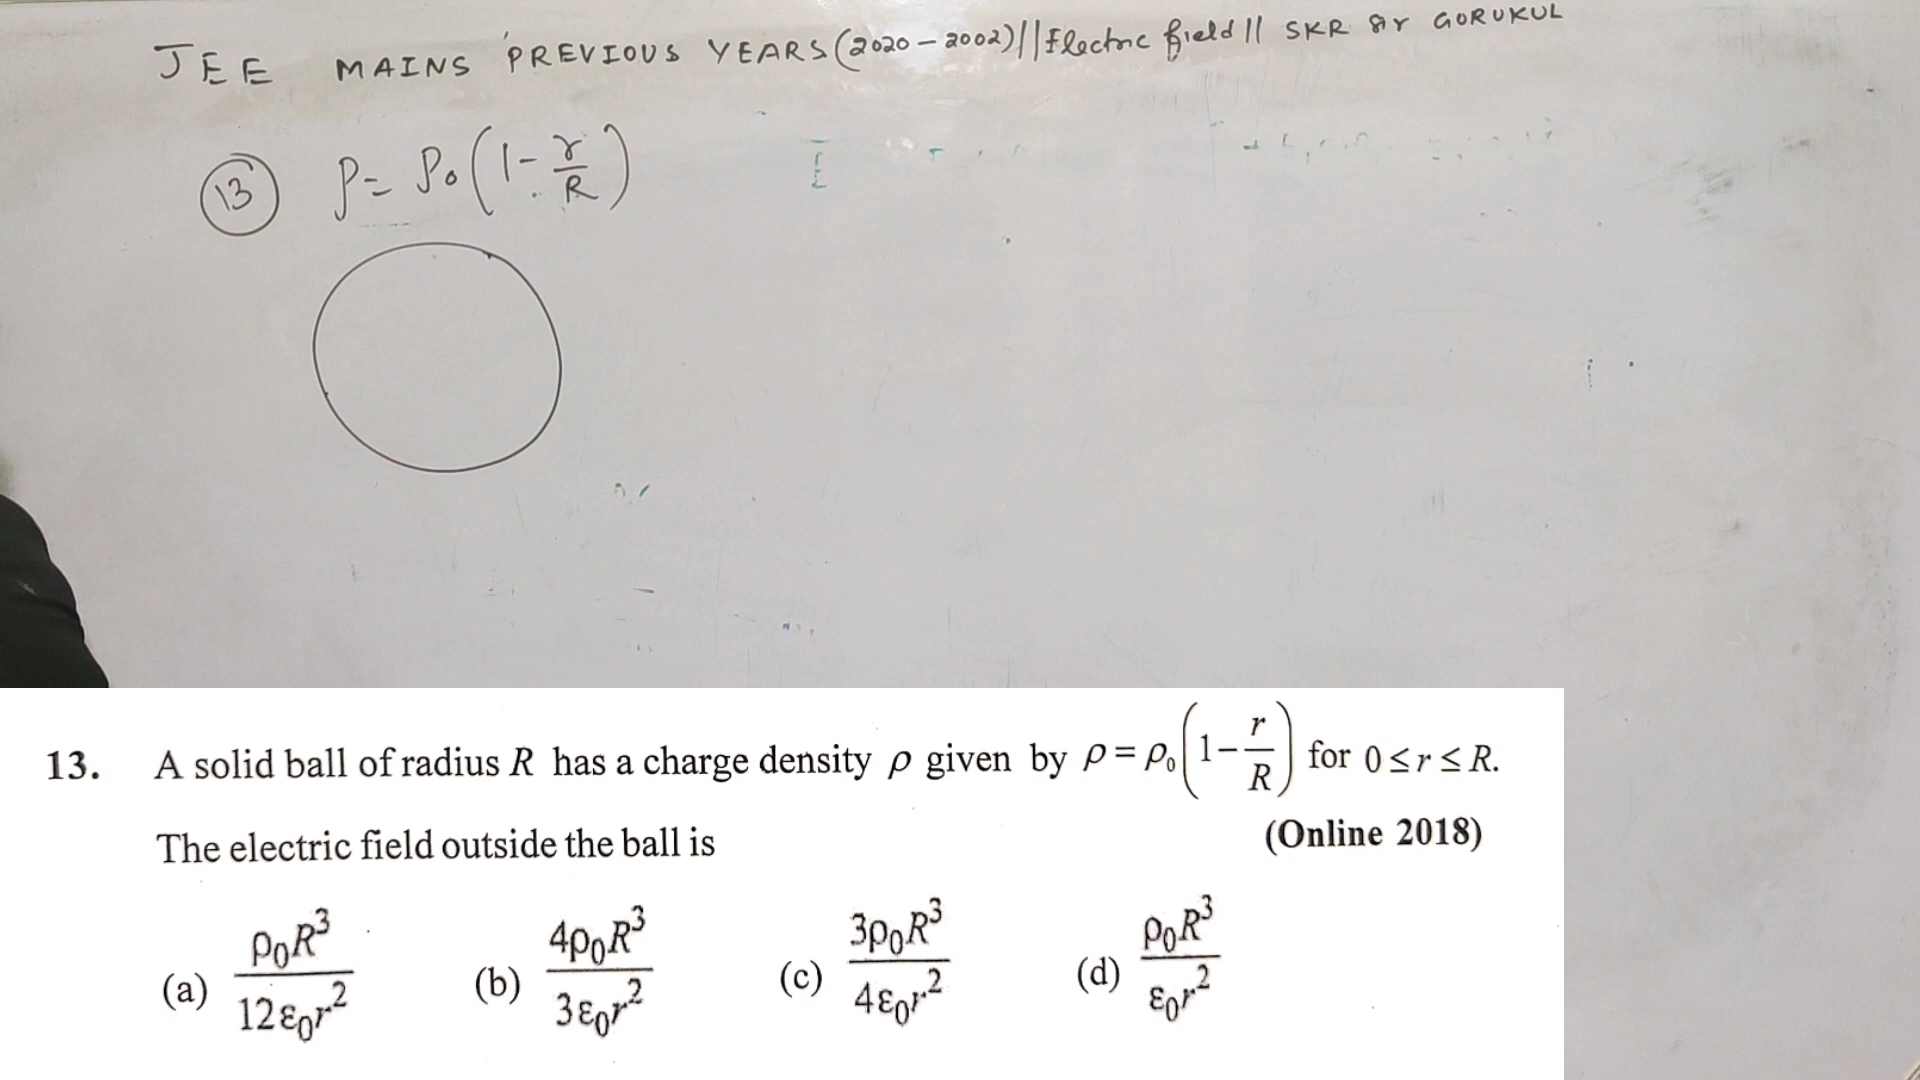 JEE MAINS PREVIOUS YEARS (2020-2002)||Electric field|| SKR Sir GORUKUL
13 ρ = ρ₀(1-r/R)
13. A solid ball of radius R has a charge density ρ given by ρ = ρ₀(1-r/R) for 0 ≤ r ≤ R.
The electric field outside the ball is (Online 2018)
(a) ρ₀R³/12ε₀r² (b) 4ρ₀R³/3ε₀r² (c) 3ρ₀R³/4ε₀r² (d) ρ₀R³/ε₀r²